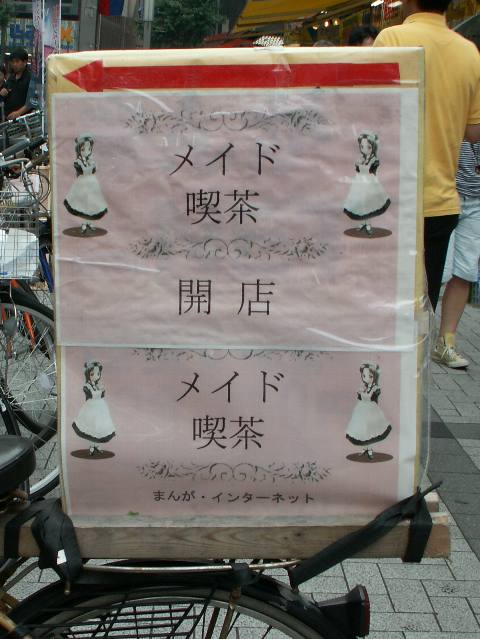 メイド
喫茶
開店
メイド
喫茶
まんが・インターネット